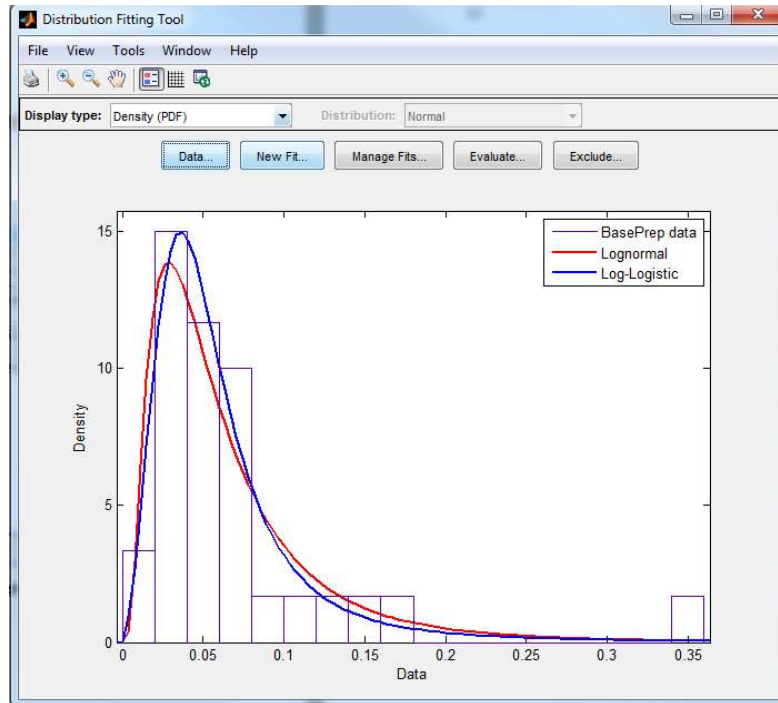 Distribution Fitting Tool
File View Tools Window Help
Display type: Density (PDF) Distribution: Normal
Data... New Fit... Manage Fits... Evaluate... Exclude...
BasePrep data
Lognormal
Log-Logistic
15
10
5
0
Density
0 0.05 0.1 0.15 0.2 0.25 0.3 0.35
Data